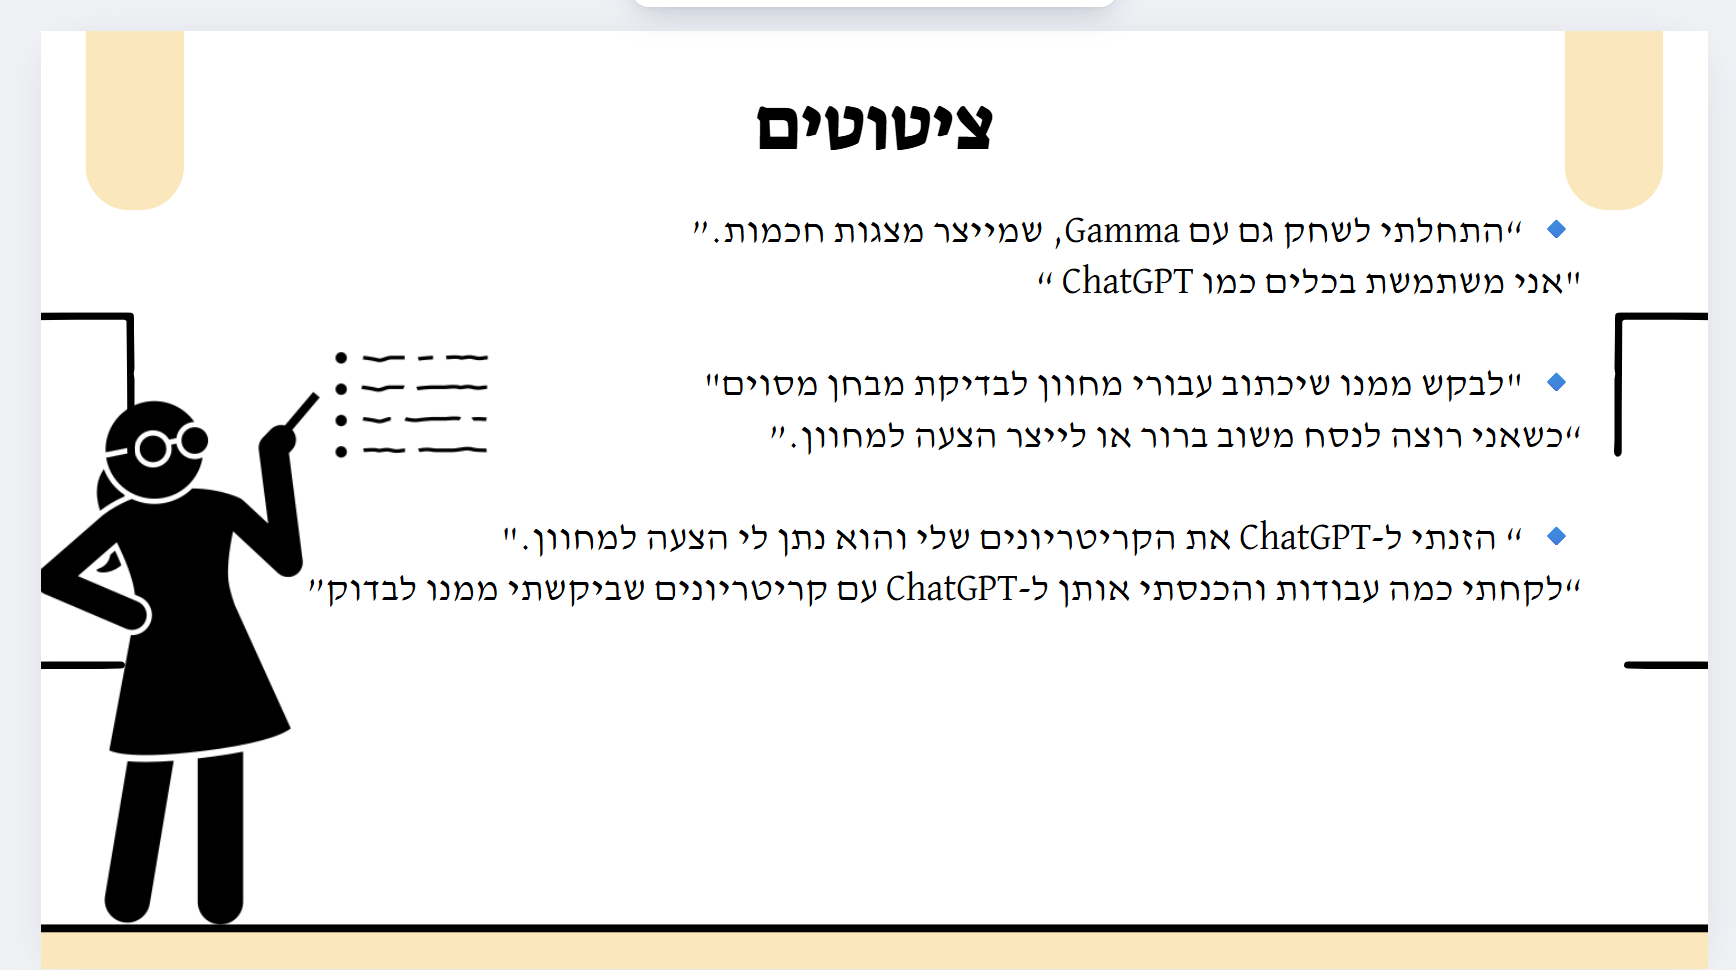 ציטוטים
🔹 "התחלתי לשחק גם עם Gamma, שמייצר מצגות חכמות."
"אני משתמשת בכלים כמו ChatGPT "
🔹 "לבקש ממנו שיכתוב עבורי מחוון לבדיקת מבחן מסוים"
"כשאני רוצה לנסח משוב ברור או לייצר הצעה למחוון."
🔹 " הזנתי ל-ChatGPT את הקריטריונים שלי והוא נתן לי הצעה למחוון."
"לקחתי כמה עבודות והכנסתי אותן ל-ChatGPT עם קריטריונים שביקשתי ממנו לבדוק"